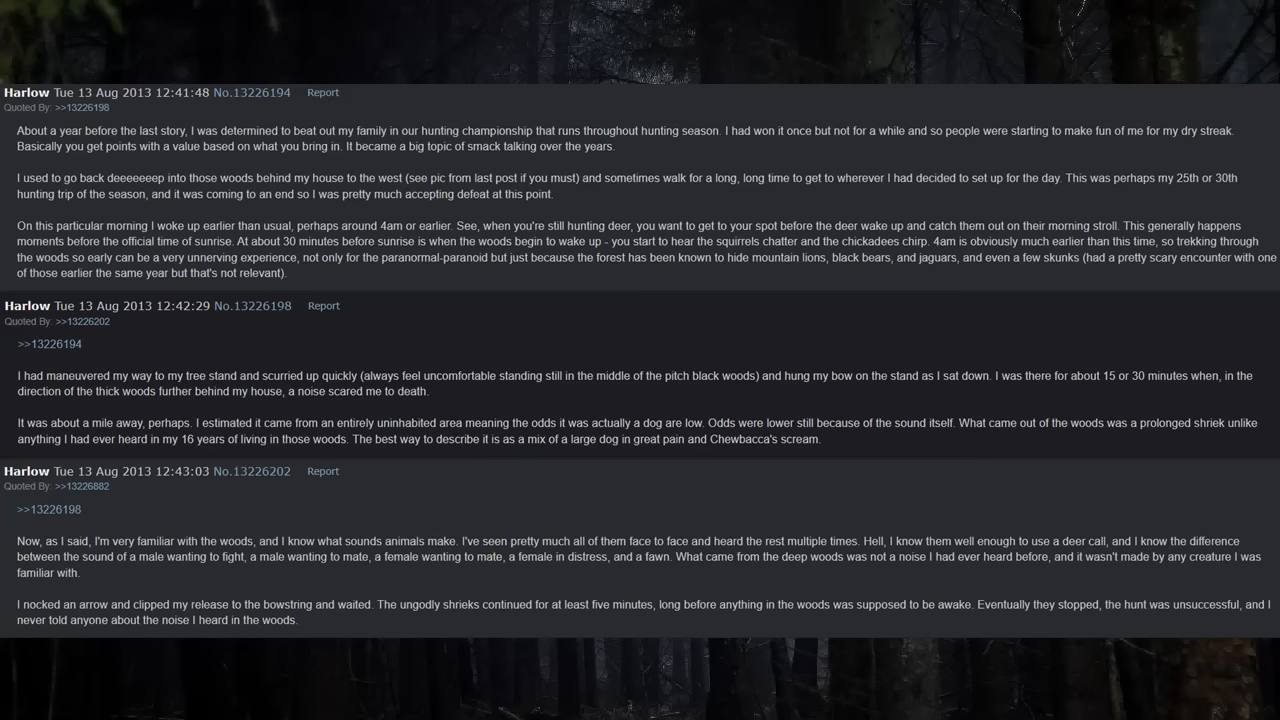 Harlow Tue 13 Aug 2013 12:41:48 No.13226194 Report
Quoted By: >>13226198
About a year before the last story, I was determined to beat out my family in our hunting championship that runs throughout hunting season. I had won it once but not for a while and so people were starting to make fun of me for my dry streak.
Basically you get points with a value based on what you bring in. It became a big topic of smack talking over the years.
I used to go back deeeeeeep into those woods behind my house to the west (see pic from last post if you must) and sometimes walk for a long, long time to get to wherever I had decided to set up for the day. This was perhaps my 25th or 30th
hunting trip of the season, and it was coming to an end so I was pretty much accepting defeat at this point.
On this particular morning I woke up earlier than usual, perhaps around 4am or earlier. See, when you're still hunting deer, you want to get to your spot before the deer wake up and catch them out on their morning stroll. This generally happens
moments before the official time of sunrise. At about 30 minutes before sunrise is when the woods begin to wake up - you start to hear the squirrels chatter and the chickadees chirp. 4am is obviously much earlier than this time, so trekking through
the woods so early can be a very unnerving experience, not only for the paranormal-paranoid but just because the forest has been known to hide mountain lions, black bears, and jaguars, and even a few skunks (had a pretty scary encounter with one
of those earlier the same year but that's not relevant).
Harlow Tue 13 Aug 2013 12:42:29 No.13226198 Report
Quoted By: >>13226202
>>13226194
I had maneuvered my way to my tree stand and scurried up quickly (always feel uncomfortable standing still in the middle of the pitch black woods) and hung my bow on the stand as I sat down. I was there for about 15 or 30 minutes when, in the
direction of the thick woods further behind my house, a noise scared me to death.
It was about a mile away, perhaps. I estimated it came from an entirely uninhabited area meaning the odds it was actually a dog are low. Odds were lower still because of the sound itself. What came out of the woods was a prolonged shriek unlike
anything I had ever heard in my 16 years of living in those woods. The best way to describe it is as a mix of a large dog in great pain and Chewbacca's scream.
Harlow Tue 13 Aug 2013 12:43:03 No.13226202 Report
Quoted By: >>13226882
>>13226198
Now, as I said, I'm very familiar with the woods, and I know what sounds animals make. I've seen pretty much all of them face to face and heard the rest multiple times. Hell, I know them well enough to use a deer call, and I know the difference
between the sound of a male wanting to fight, a male wanting to mate, a female wanting to mate, a female in distress, and a fawn. What came from the deep woods was not a noise I had ever heard before, and it wasn't made by any creature I was
familiar with.
I nocked an arrow and clipped my release to the bowstring and waited. The ungodly shrieks continued for at least five minutes, long before anything in the woods was supposed to be awake. Eventually they stopped, the hunt was unsuccessful, and I
never told anyone about the noise I heard in the woods.